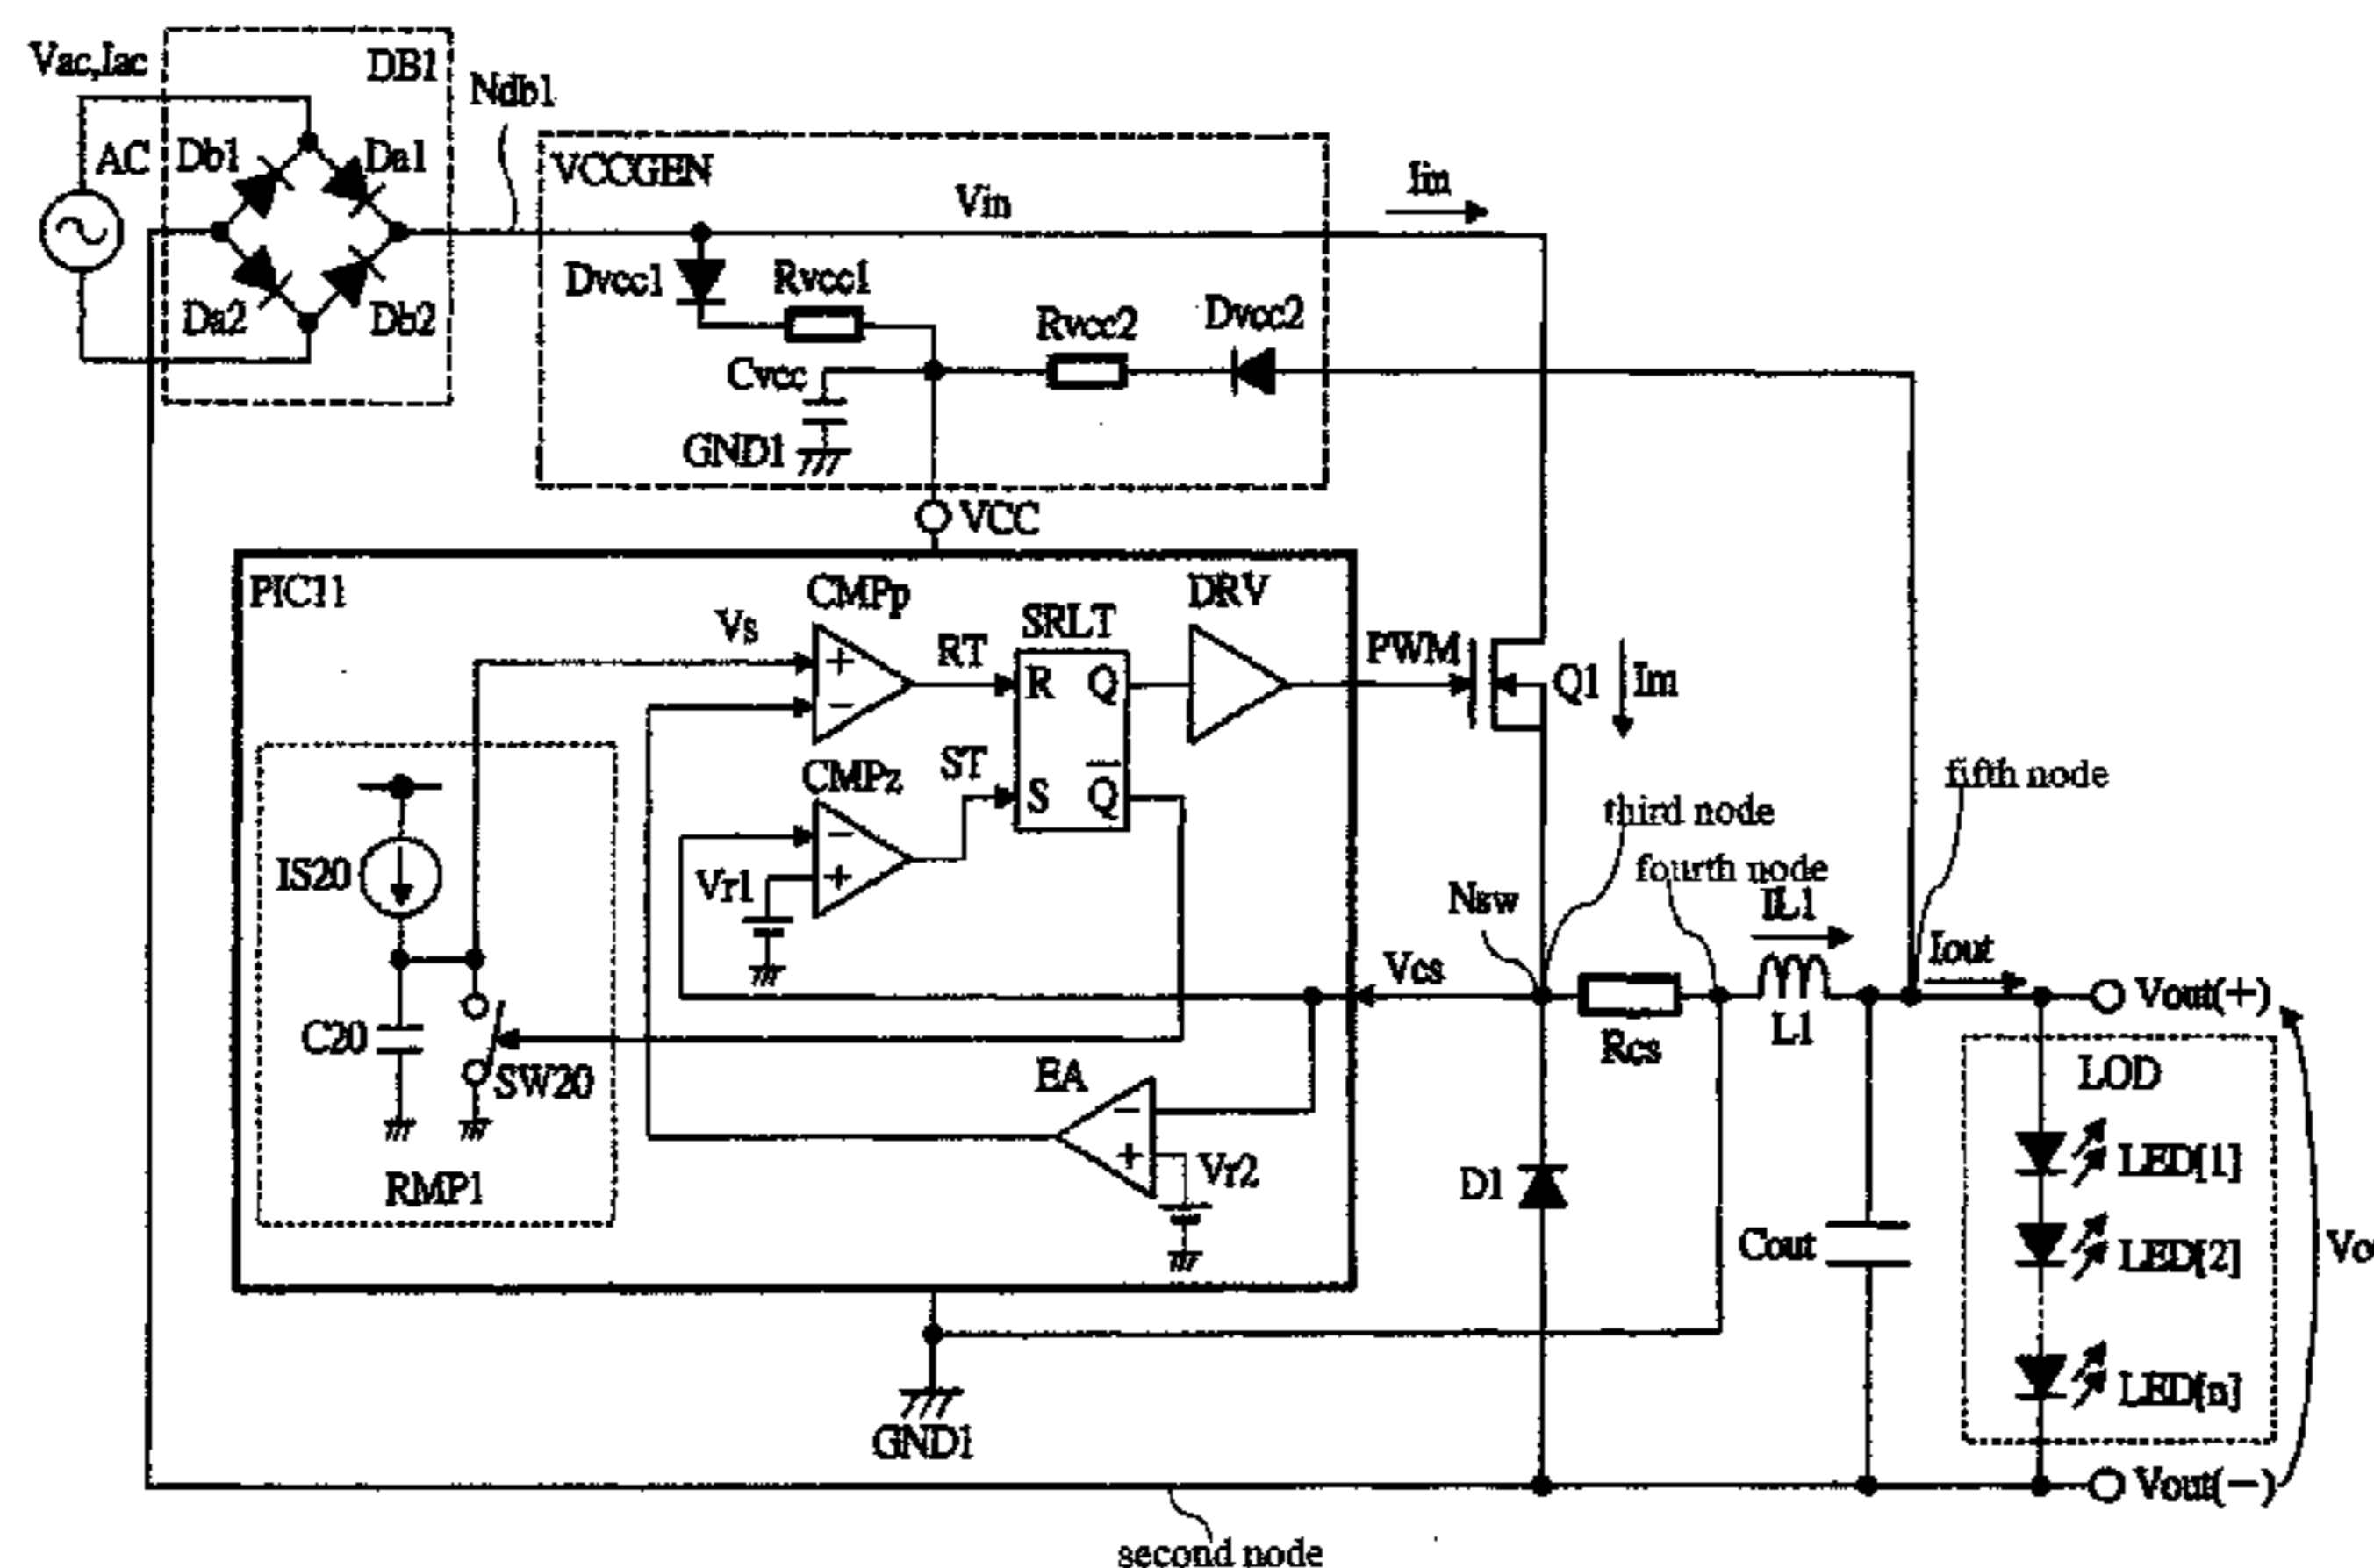 Vac,Iac
DB1
Ndb1
AC
Db1
Da1
Da2
Db2
VCCGEN
Vin
Iin
Dvcc1
Rvcc1
Rvcc2
Dvcc2
Cvcc
GND1
VCC
PIC11
CMPp
DRV
Vs
RT
SRLT
PWM
+
−
R
Q
Q1
Im
CMPz
ST
S
Q
−
+
Vr1
IS20
fifth node
third node
fourth node
Nsw
IL1
Iout
Vcs
Vout(+)
Rcs
L1
C20
SW20
EA
−
+
Vr2
LOD
LED[1]
D1
RMP1
Cout
LED[2]
LED[n]
GND1
Vout(−)
second node